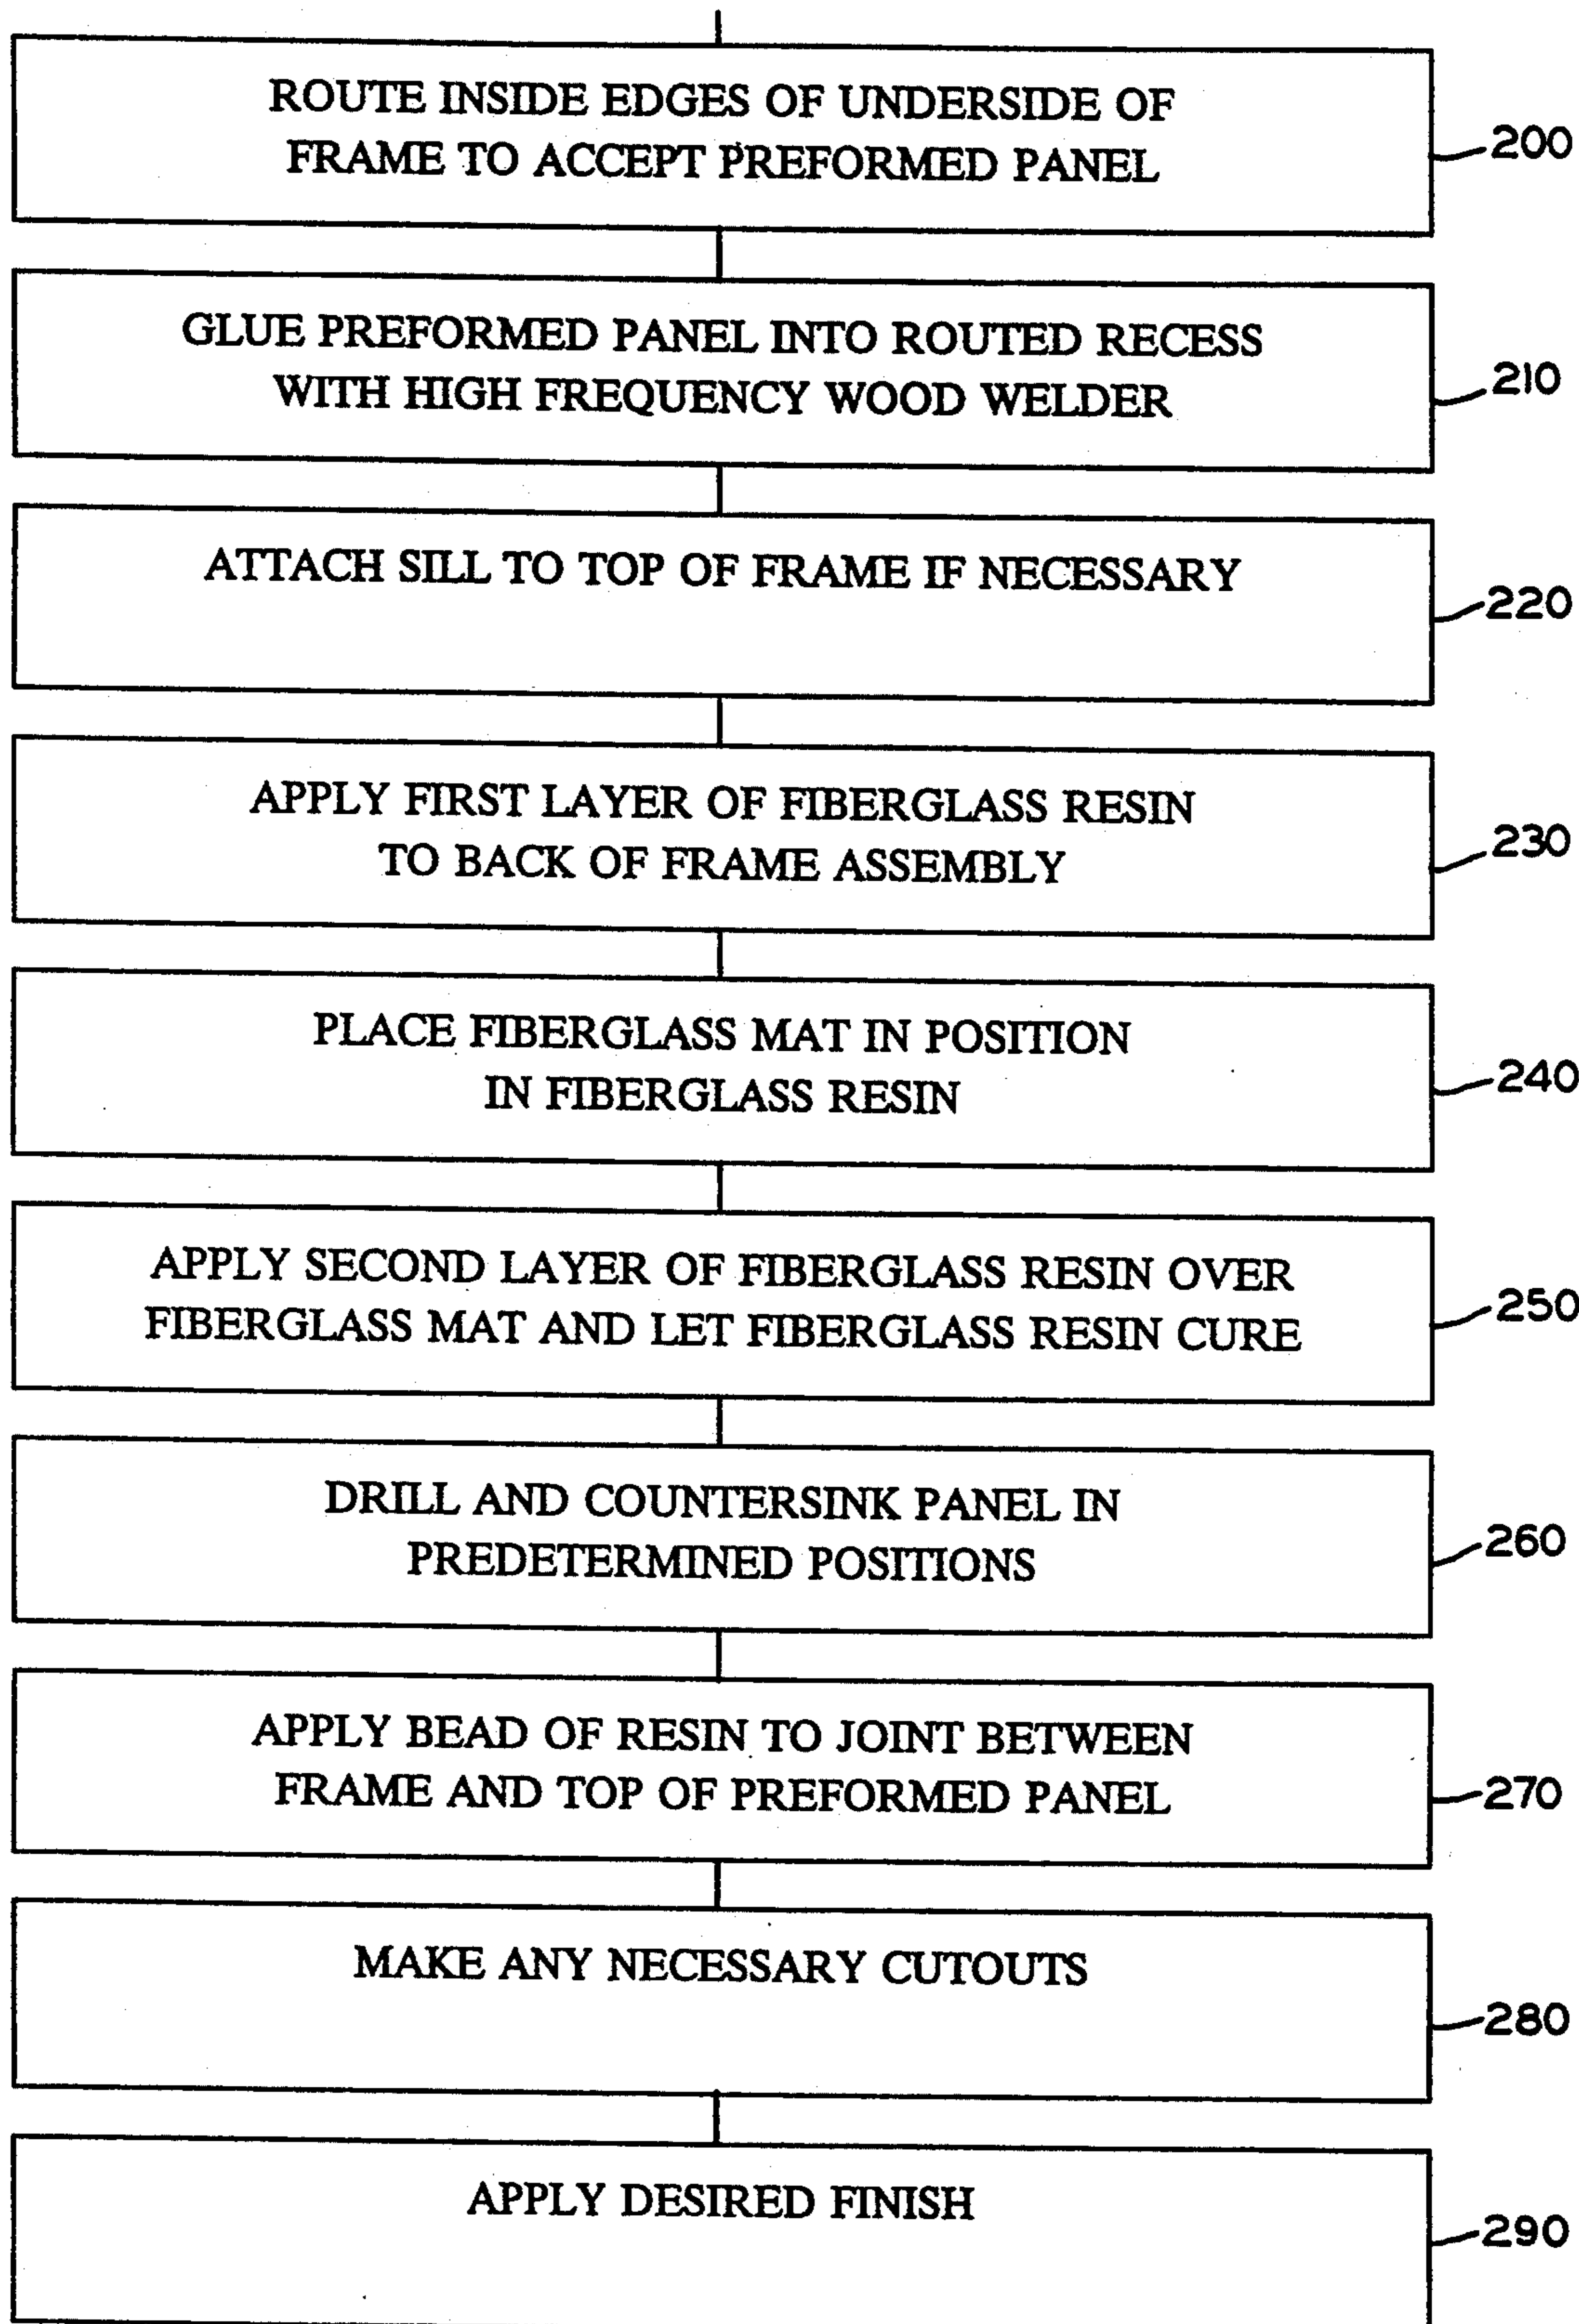 ROUTE INSIDE EDGES OF UNDERSIDE OF
FRAME TO ACCEPT PREFORMED PANEL
200
GLUE PREFORMED PANEL INTO ROUTED RECESS
WITH HIGH FREQUENCY WOOD WELDER
210
ATTACH SILL TO TOP OF FRAME IF NECESSARY
220
APPLY FIRST LAYER OF FIBERGLASS RESIN
TO BACK OF FRAME ASSEMBLY
230
PLACE FIBERGLASS MAT IN POSITION
IN FIBERGLASS RESIN
240
APPLY SECOND LAYER OF FIBERGLASS RESIN OVER
FIBERGLASS MAT AND LET FIBERGLASS RESIN CURE
250
DRILL AND COUNTERSINK PANEL IN
PREDETERMINED POSITIONS
260
APPLY BEAD OF RESIN TO JOINT BETWEEN
FRAME AND TOP OF PREFORMED PANEL
270
MAKE ANY NECESSARY CUTOUTS
280
APPLY DESIRED FINISH
290